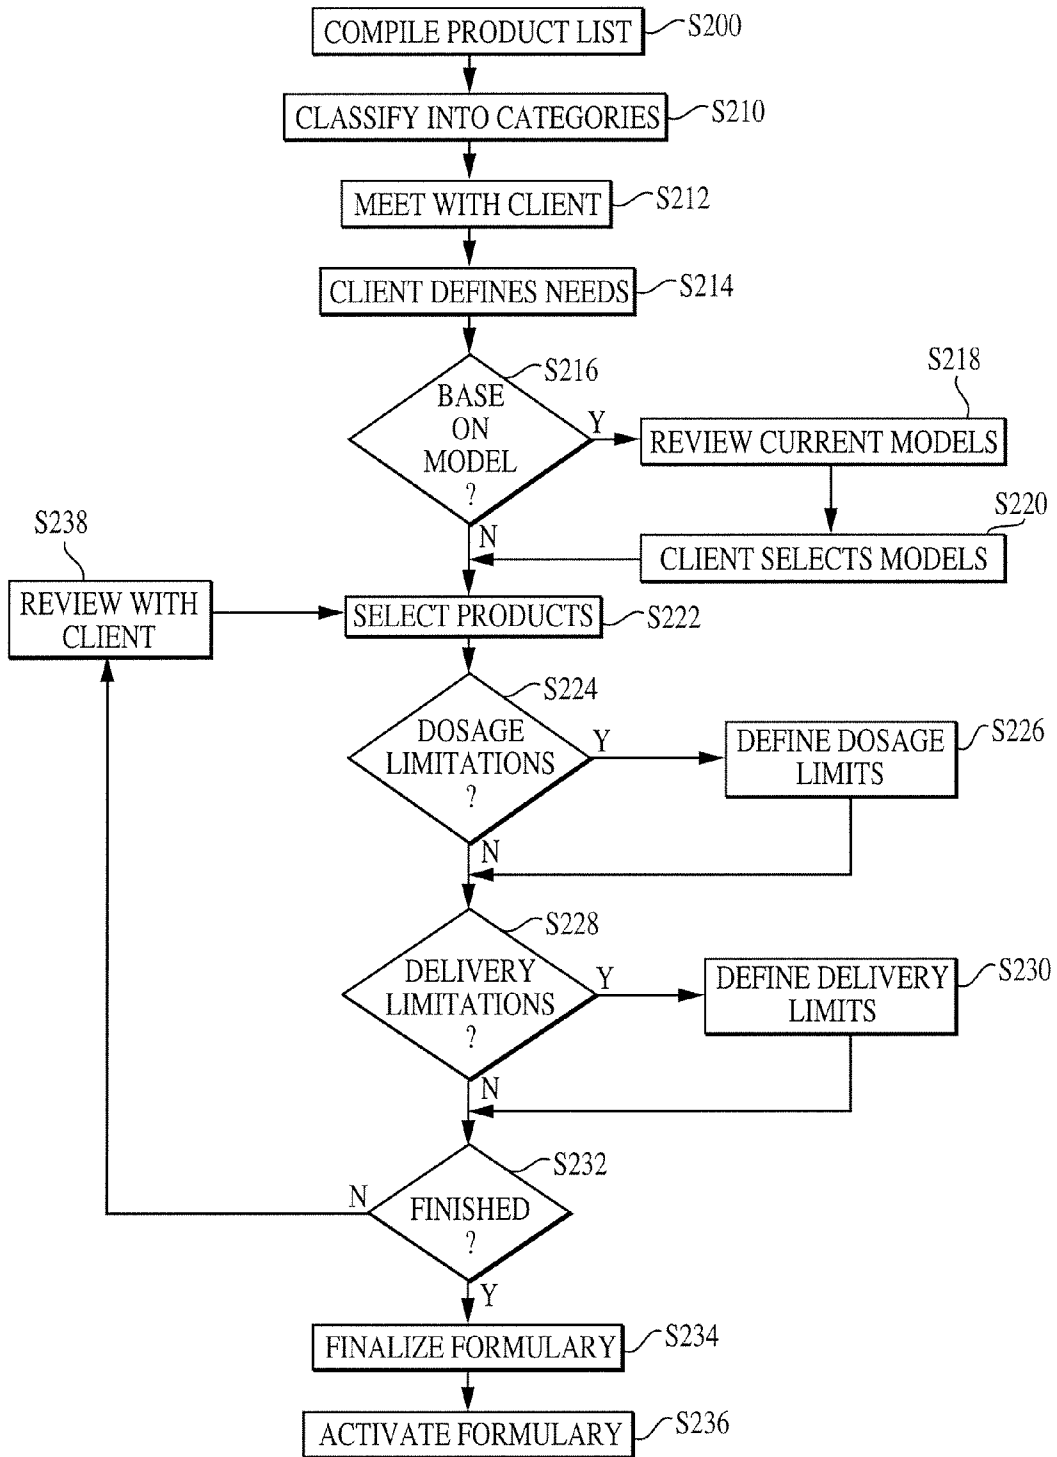 COMPILE PRODUCT LIST
S200
CLASSIFY INTO CATEGORIES
S210
MEET WITH CLIENT
S212
CLIENT DEFINES NEEDS
S214
S216
BASE
ON
MODEL
?
Y
S218
REVIEW CURRENT MODELS
N
S220
CLIENT SELECTS MODELS
S238
REVIEW WITH
CLIENT
SELECT PRODUCTS
S222
S224
DOSAGE
LIMITATIONS
?
Y
DEFINE DOSAGE
LIMITS
S226
N
S228
DELIVERY
LIMITATIONS
?
Y
DEFINE DELIVERY
LIMITS
S230
N
S232
FINISHED
?
N
Y
FINALIZE FORMULARY
S234
ACTIVATE FORMULARY
S236